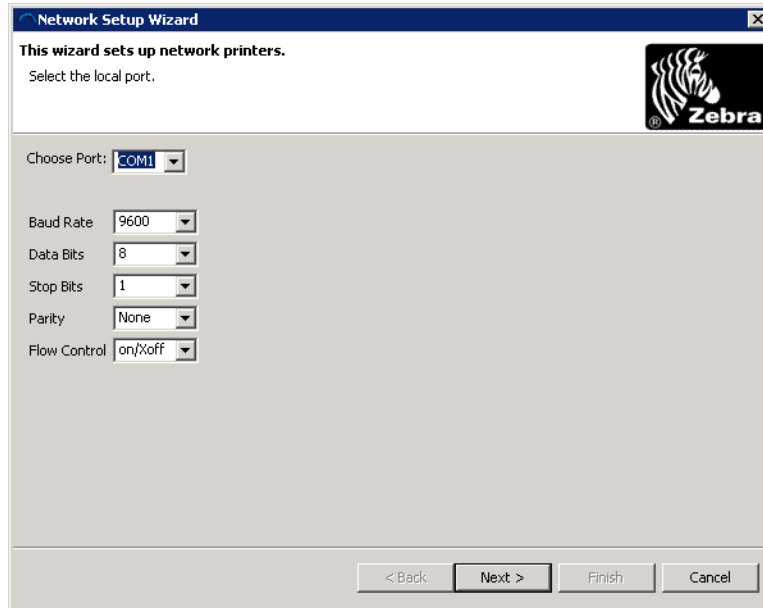 Network Setup Wizard
This wizard sets up network printers.
Select the local port.
® Zebra
Choose Port: COM1
Baud Rate 9600
Data Bits 8
Stop Bits 1
Parity None
Flow Control on/Xoff
< Back Next > Finish Cancel